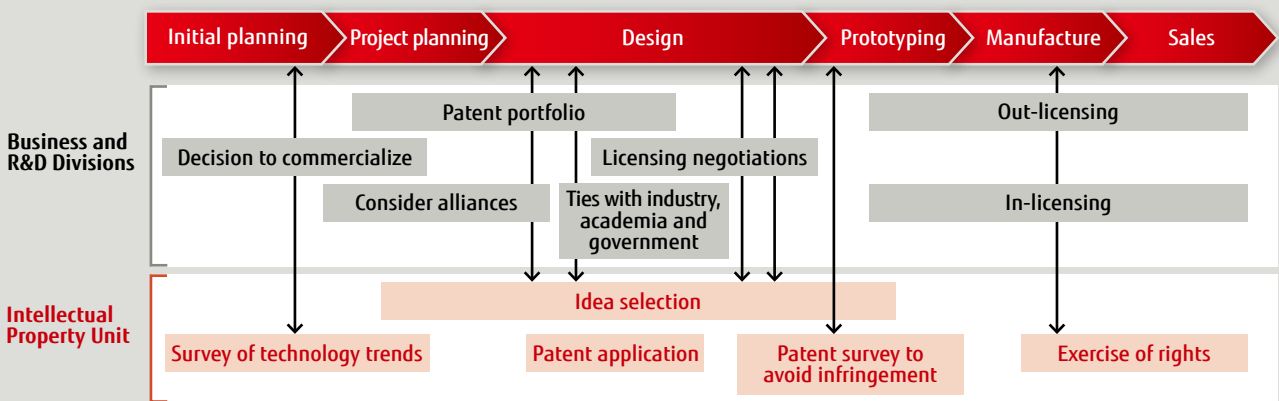 Initial planning
Project planning
Design
Prototyping
Manufacture
Sales
Business and
R&D Divisions
Patent portfolio
Out-licensing
Decision to commercialize
Licensing negotiations
Consider alliances
Ties with industry,
academia and
government
In-licensing
Intellectual
Property Unit
Idea selection
Survey of technology trends
Patent application
Patent survey to
avoid infringement
Exercise of rights